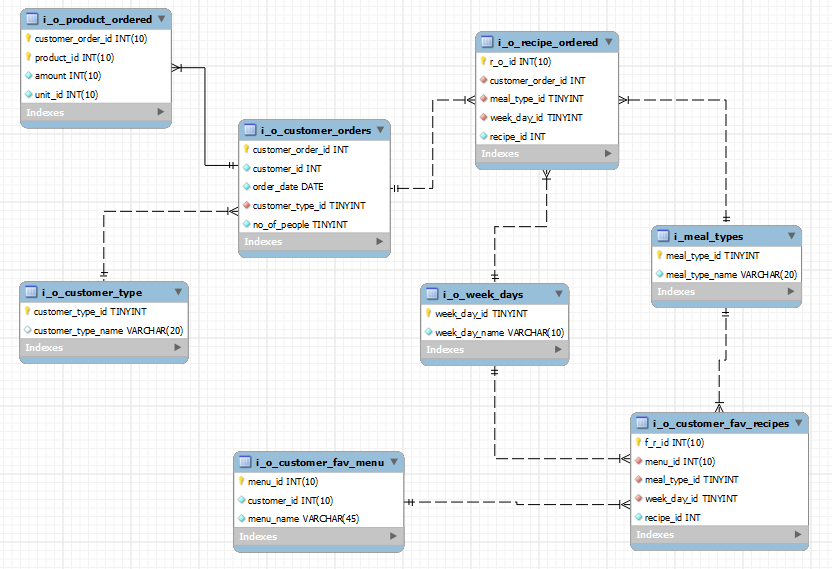 i_o_product_ordered
customer_order_id INT(10)
product_id INT(10)
amount INT(10)
unit_id INT(10)
Indexes
i_o_recipe_ordered
r_o_id INT(10)
customer_order_id INT
meal_type_id TINYINT
week_day_id TINYINT
recipe_id INT
Indexes
i_o_customer_orders
customer_order_id INT
customer_id INT
order_date DATE
customer_type_id TINYINT
no_of_people TINYINT
Indexes
i_meal_types
meal_type_id TINYINT
meal_type_name VARCHAR(20)
Indexes
i_o_customer_type
customer_type_id TINYINT
customer_type_name VARCHAR(20)
Indexes
i_o_week_days
week_day_id TINYINT
week_day_name VARCHAR(10)
Indexes
i_o_customer_fav_recipes
f_r_id INT(10)
menu_id INT(10)
meal_type_id TINYINT
week_day_id TINYINT
recipe_id INT
Indexes
i_o_customer_fav_menu
menu_id INT(10)
customer_id INT(10)
menu_name VARCHAR(45)
Indexes